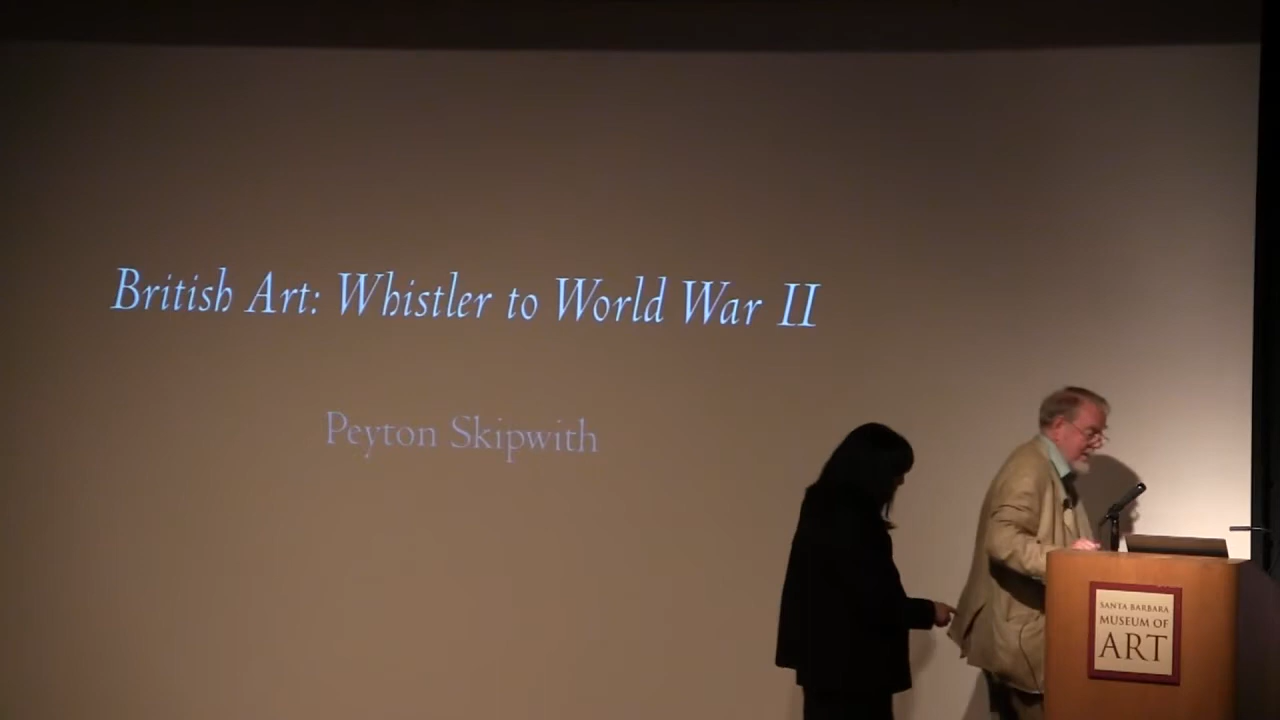 British Art: Whistler to World War II
Peyton Skipwith
SANTA BARBARA
MUSEUM OF
ART